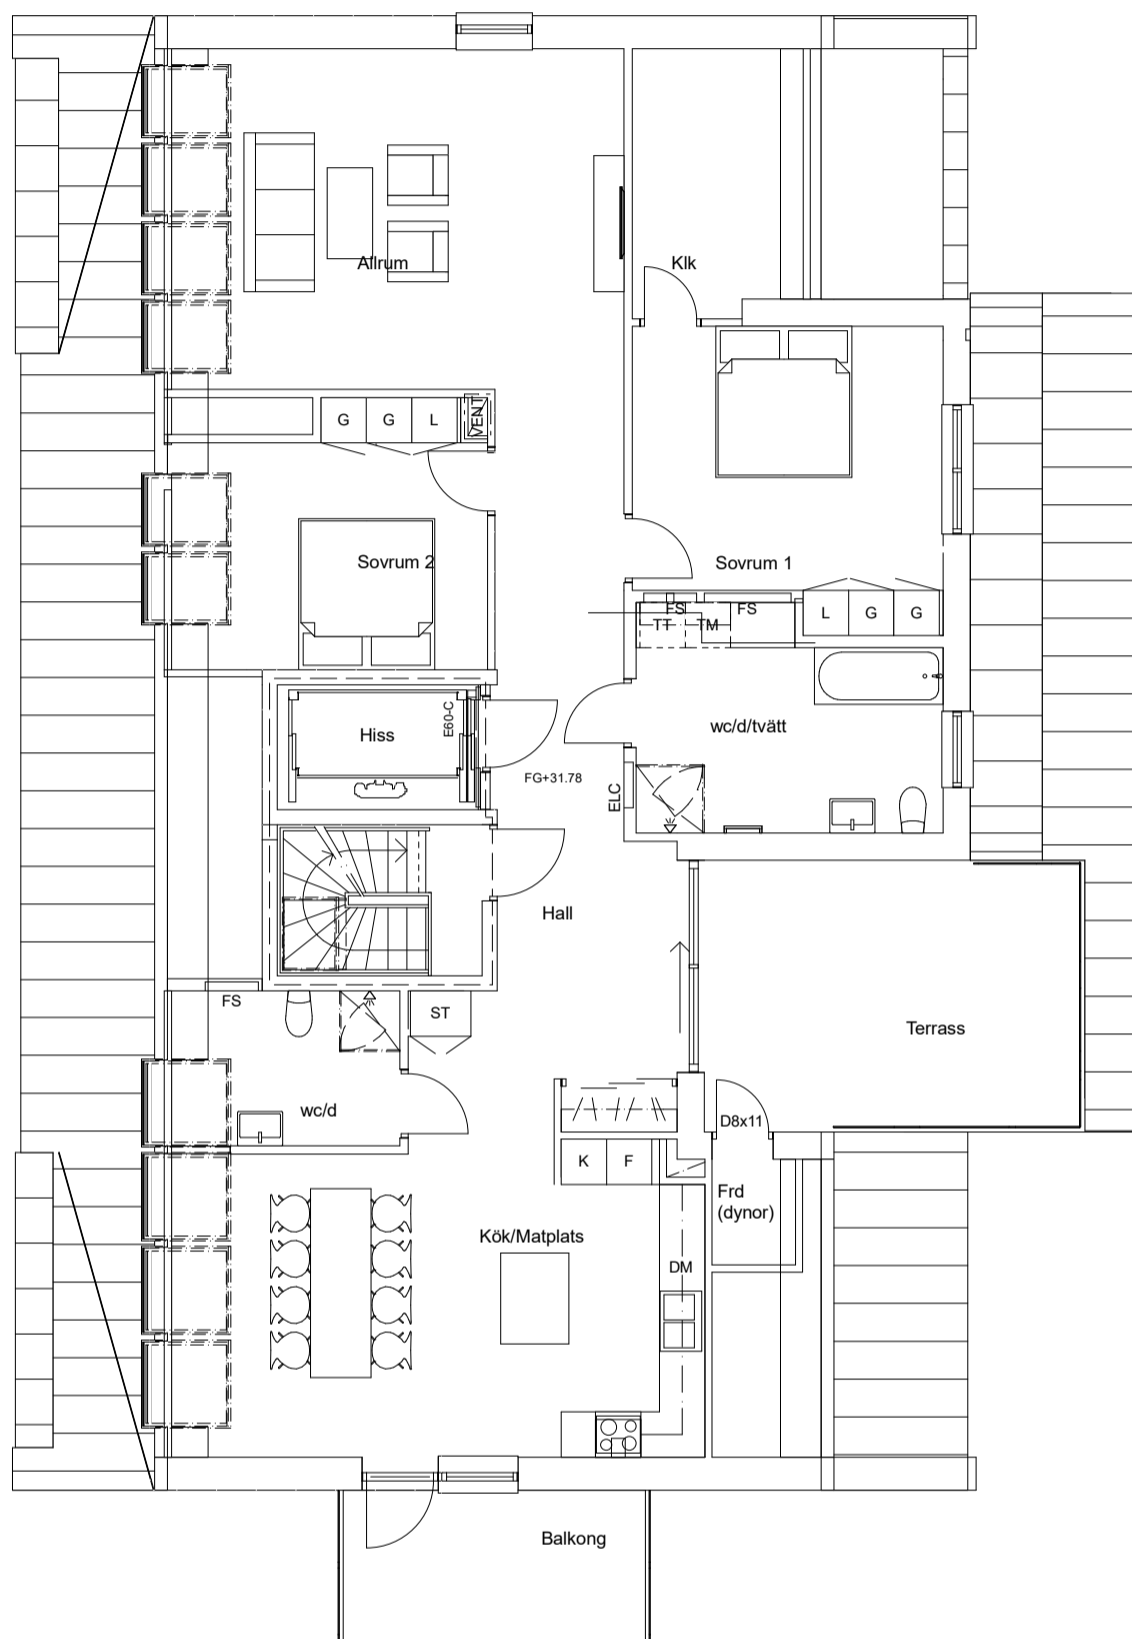 Allrum
Klk
G
G
L
VENT
Sovrum 2
Sovrum 1
FS
FS
TT
TM
L
G
G
Hiss
E60-C
wc/d/tvätt
FG+31.78
ELC
Hall
FS
ST
Terrass
wc/d
D8x11
K
F
Frd
(dynor)
Kök/Matplats
DM
Balkong